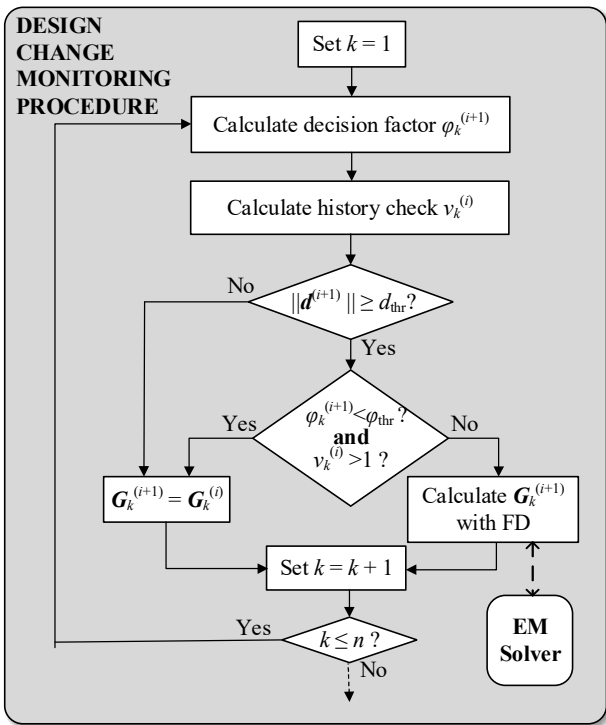 DESIGN
CHANGE
MONITORING
PROCEDURE
Set k = 1
Calculate decision factor φₖ⁽ⁱ⁺¹⁾
Calculate history check vₖ⁽ⁱ⁾
No
||d⁽ⁱ⁺¹⁾ || ≥ d_thr?
Yes
φₖ⁽ⁱ⁺¹⁾<φ_thr ?
and
vₖ⁽ⁱ⁾ >1 ?
Yes
No
Gₖ⁽ⁱ⁺¹⁾ = Gₖ⁽ⁱ⁾
Calculate Gₖ⁽ⁱ⁺¹⁾
with FD
Set k = k + 1
EM
Solver
Yes
k ≤ n ?
No